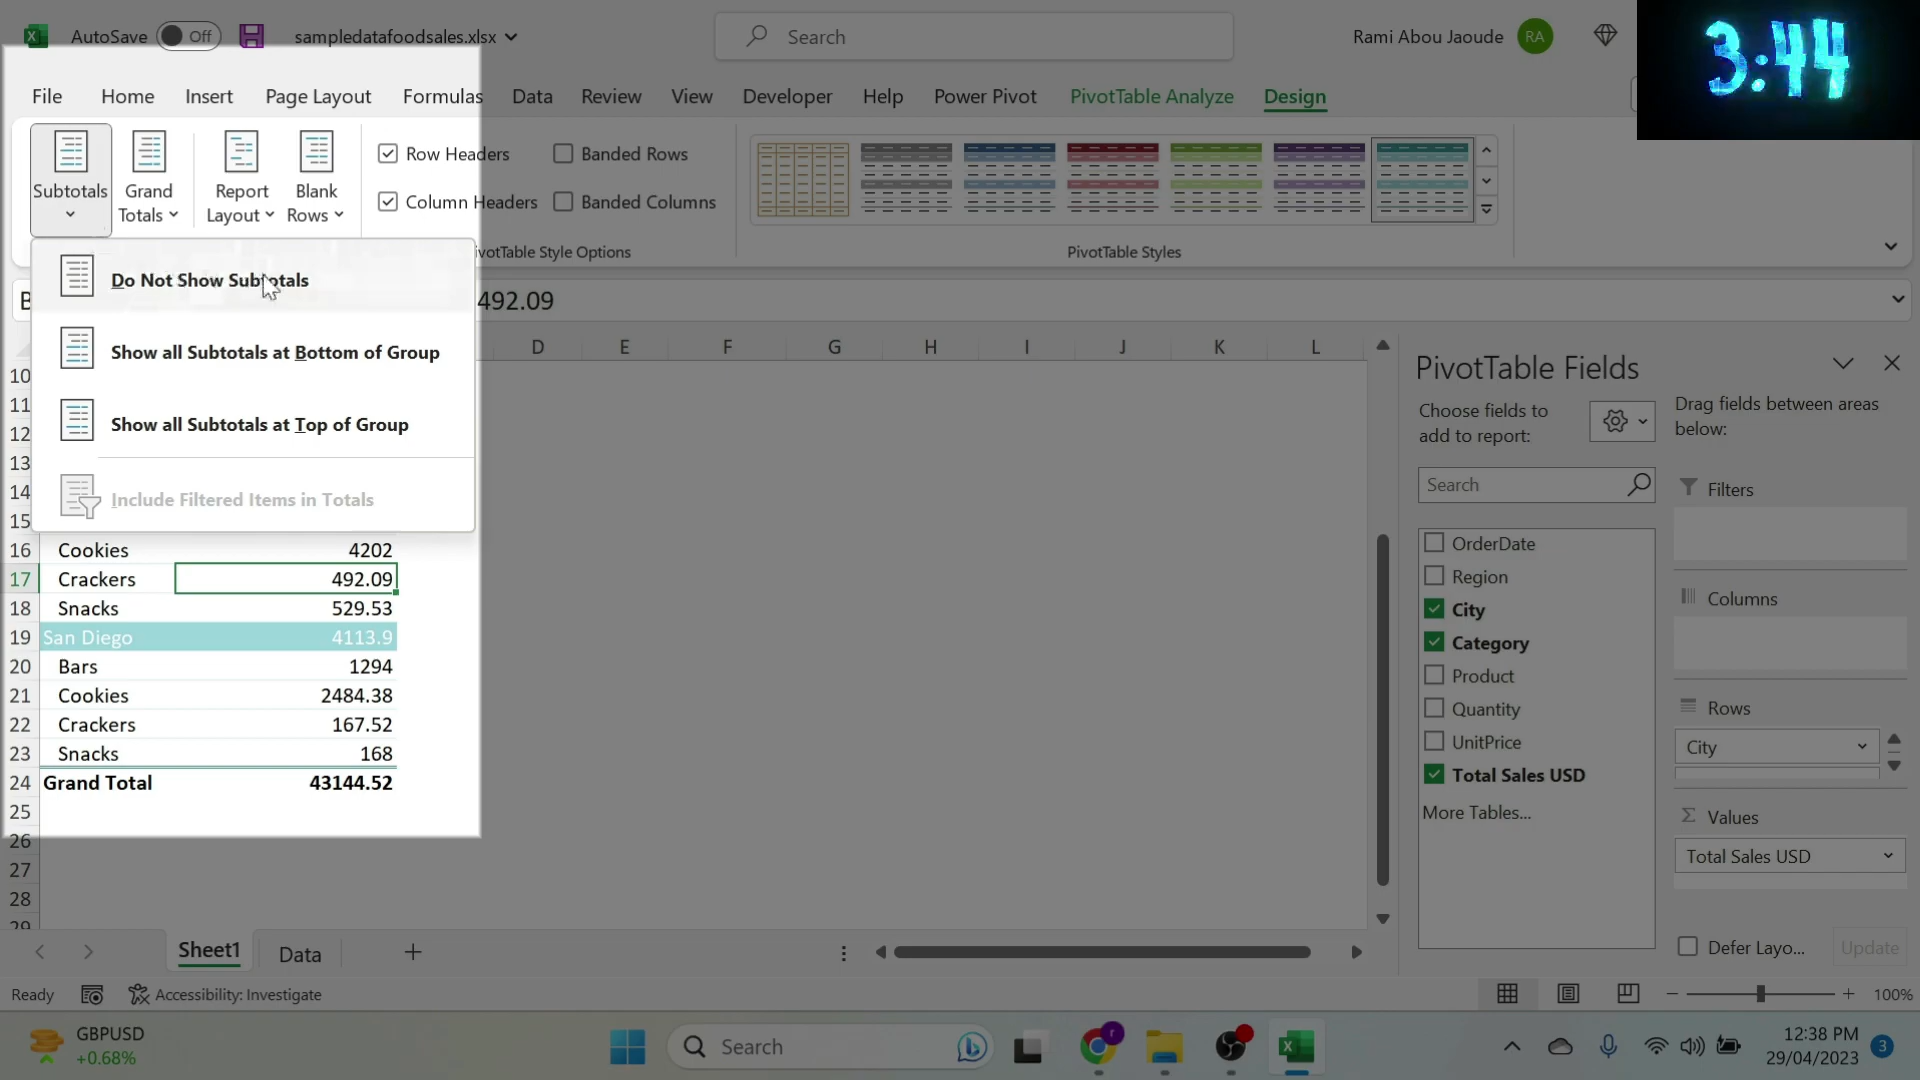 AutoSave Off sampledatafoodsales.xlsx Search Rami Abou Jaoude RA
3:44
File Home Insert Page Layout Formulas Data Review View Developer Help Power Pivot PivotTable Analyze Design
Subtotals
Grand Totals
Report Layout
Blank Rows
Row Headers
Banded Rows
Column Headers
Banded Columns
PivotTable Styles
Do Not Show Subtotals
Show all Subtotals at Bottom of Group
Show all Subtotals at Top of Group
Include Filtered Items in Totals
492.09
D E F G H I J K L
10
11
12
13
14
15
16 Cookies 4202
17 Crackers 492.09
18 Snacks 529.53
19 San Diego 4113.9
20 Bars 1294
21 Cookies 2484.38
22 Crackers 167.52
23 Snacks 168
24 Grand Total 43144.52
25
26
27
28
29
PivotTable Fields
Choose fields to
add to report:
Search
OrderDate
Region
City
Category
Product
Quantity
UnitPrice
Total Sales USD
More Tables...
Drag fields between areas
below:
Filters
Columns
Rows
City
Σ Values
Total Sales USD
Defer Layo... Update
Sheet1 Data
Ready Accessibility: Investigate 100%
GBPUSD
+0.68%
Search
12:38 PM
29/04/2023
3